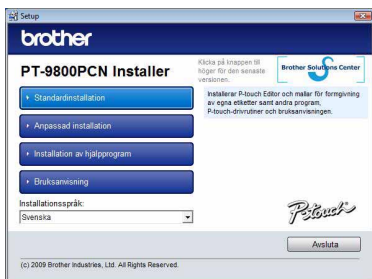 Setup
brother
PT-9800PCN Installer
Klicka på knappen till
höger för den senaste
versionen.
Brother Solutions Center
Standardinstallation
Installerar P-touch Editor och mallar för formgivning
av egna etiketter samt andra program,
P-touch-drivrutiner och bruksanvisningen.
Anpassad installation
Installation av hjälpprogram
Bruksanvisning
Installationsspråk:
Svenska
P-touch
Avsluta
(c) 2009 Brother Industries, Ltd. All Rights Reserved.